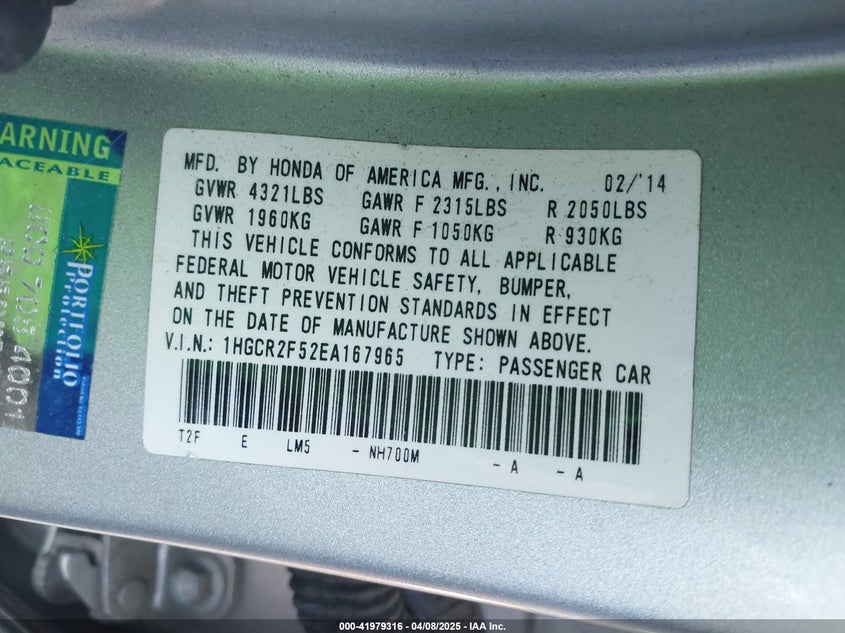 WARNING
TRACEABLE
PORTFOLIO
Protection
MFD. BY HONDA OF AMERICA MFG., INC. 02/'14
GVWR 4321LBS GAWR F 2315LBS R 2050LBS
GVWR 1960KG GAWR F 1050KG R 930KG
THIS VEHICLE CONFORMS TO ALL APPLICABLE
FEDERAL MOTOR VEHICLE SAFETY, BUMPER,
AND THEFT PREVENTION STANDARDS IN EFFECT
ON THE DATE OF MANUFACTURE SHOWN ABOVE.
V.I.N.: 1HGCR2F52EA167965 TYPE: PASSENGER CAR
T2F E LM5 - NH700M - A - A
000-41979316 - 04/08/2025 - IAA Inc.